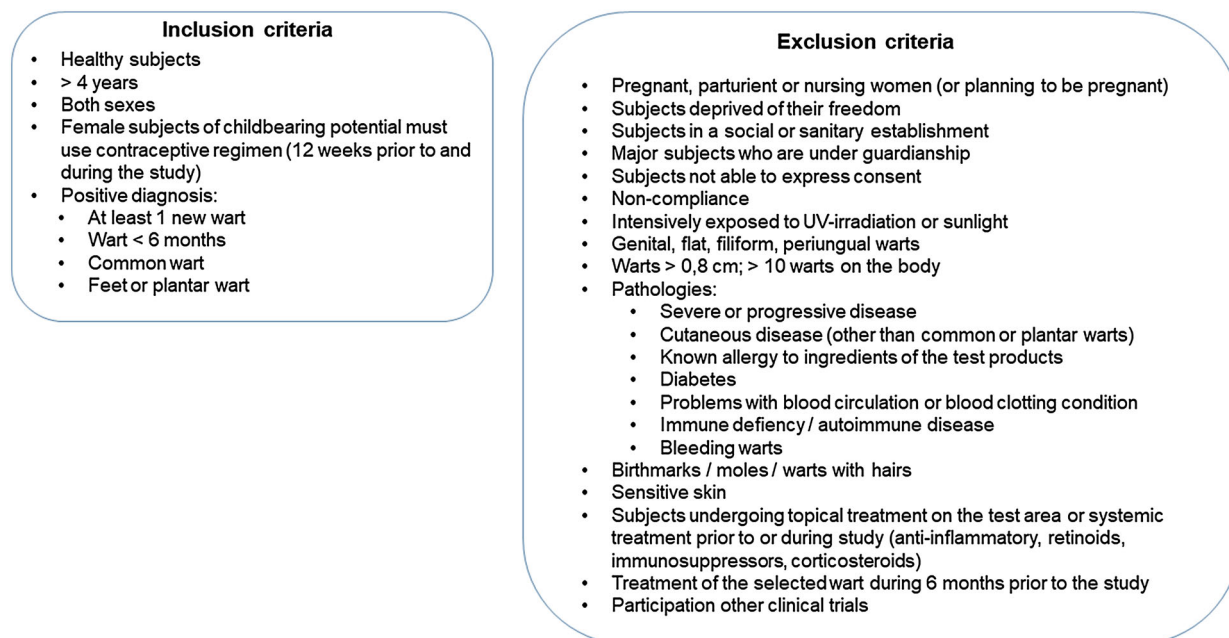 Inclusion criteria
• Healthy subjects
• > 4 years
• Both sexes
• Female subjects of childbearing potential must
use contraceptive regimen (12 weeks prior to and
during the study)
• Positive diagnosis:
• At least 1 new wart
• Wart < 6 months
• Common wart
• Feet or plantar wart
Exclusion criteria
• Pregnant, parturient or nursing women (or planning to be pregnant)
• Subjects deprived of their freedom
• Subjects in a social or sanitary establishment
• Major subjects who are under guardianship
• Subjects not able to express consent
• Non-compliance
• Intensively exposed to UV-irradiation or sunlight
• Genital, flat, filiform, periungual warts
• Warts > 0,8 cm; > 10 warts on the body
• Pathologies:
• Severe or progressive disease
• Cutaneous disease (other than common or plantar warts)
• Known allergy to ingredients of the test products
• Diabetes
• Problems with blood circulation or blood clotting condition
• Immune defiency / autoimmune disease
• Bleeding warts
• Birthmarks / moles / warts with hairs
• Sensitive skin
• Subjects undergoing topical treatment on the test area or systemic
treatment prior to or during study (anti-inflammatory, retinoids,
immunosuppressors, corticosteroids)
• Treatment of the selected wart during 6 months prior to the study
• Participation other clinical trials